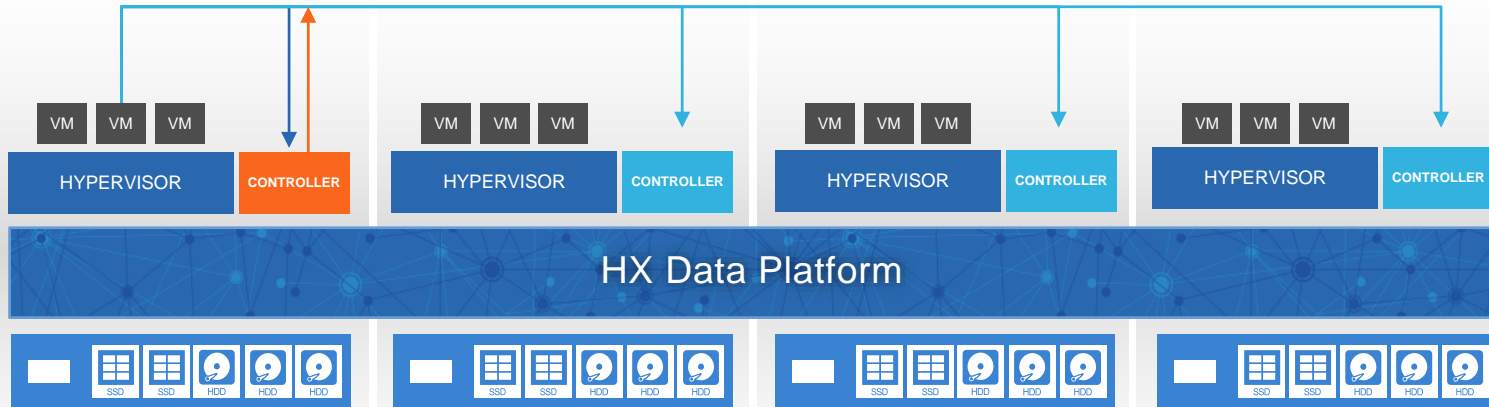 VM VM VM VM VM VM VM VM VM VM VM VM
HYPERVISOR CONTROLLER HYPERVISOR CONTROLLER HYPERVISOR CONTROLLER HYPERVISOR CONTROLLER
HX Data Platform
SSD SSD HDD HDD HDD SSD SSD HDD HDD HDD SSD SSD HDD HDD HDD SSD SSD HDD HDD HDD